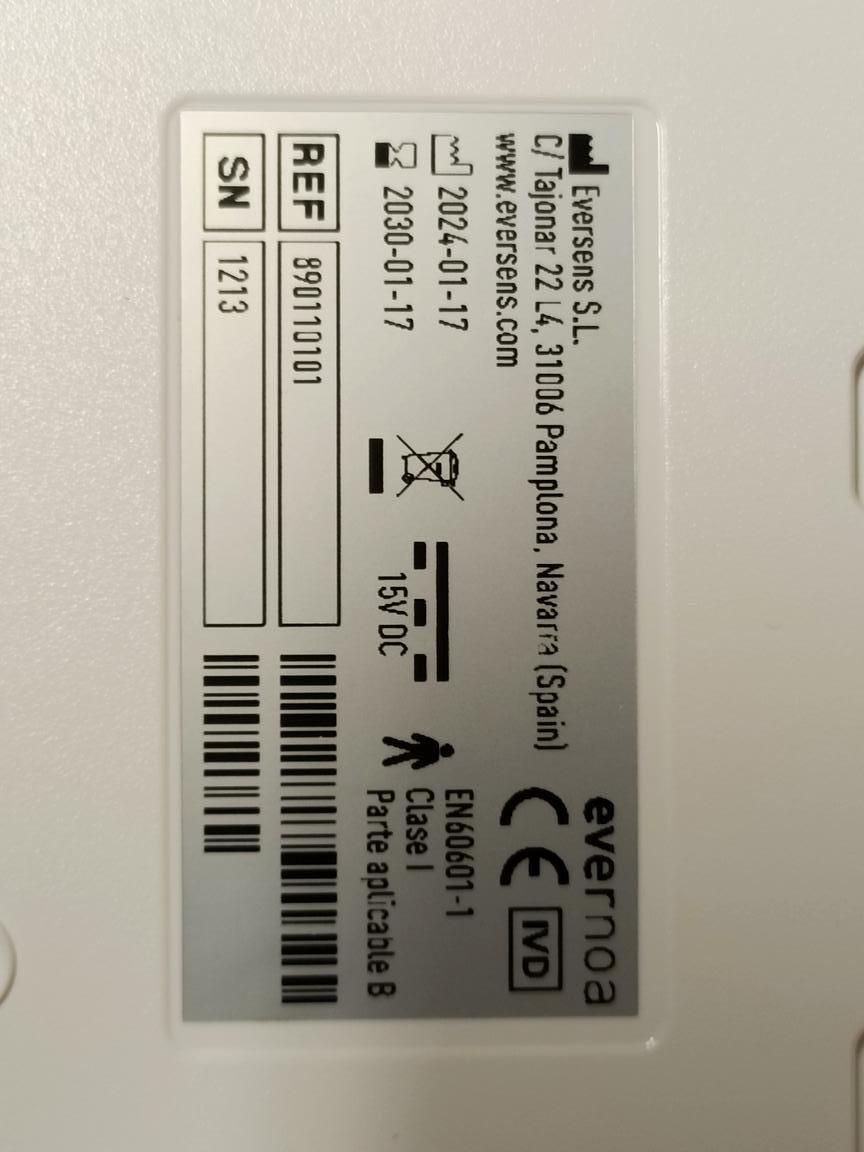 Eversens S.L.
C/ Tajonar 22 L4, 31006 Pamplona, Navarra (Spain)
www.eversens.com
evernoa
CE IVD
2024-01-17
2030-01-17
15V DC
EN60601-1
Clase I
Parte aplicable B
REF 890110101
SN 1213